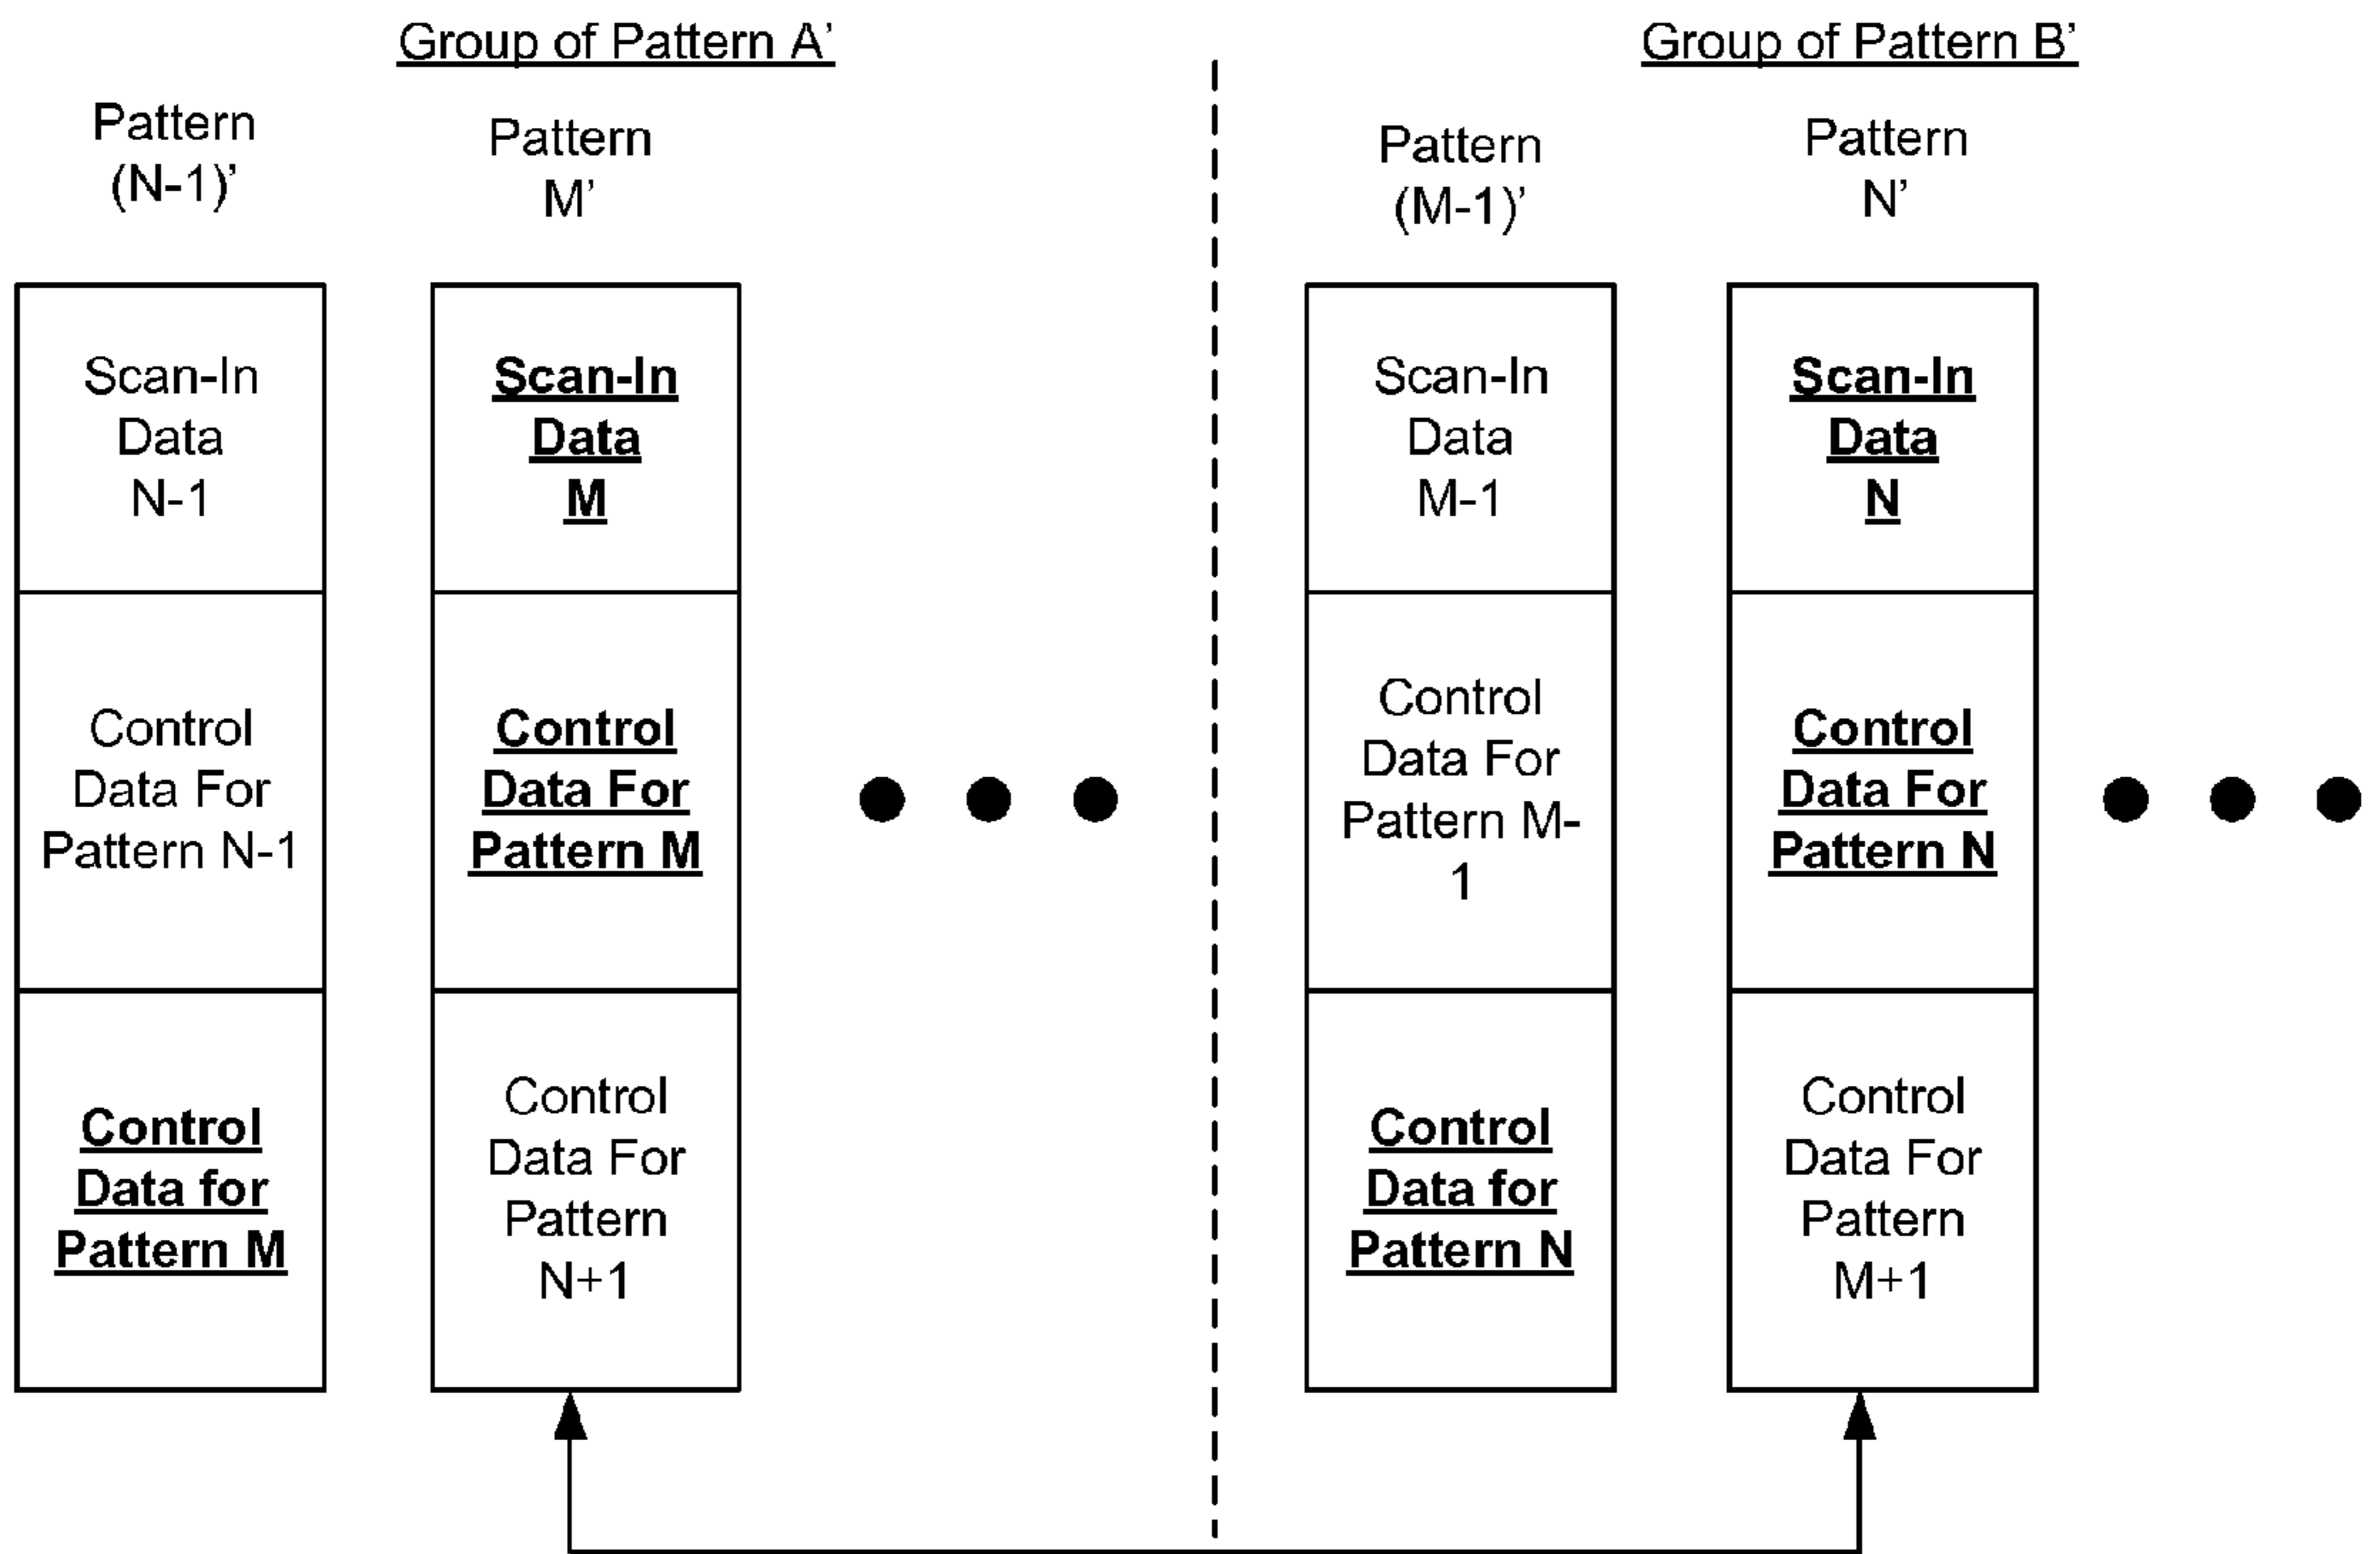 Group of Pattern A’
Group of Pattern B’
Pattern
(N-1)’
Pattern
M’
Pattern
(M-1)’
Pattern
N’
Scan-In
Data
N-1
Control
Data For
Pattern N-1
Control
Data for
Pattern M
Scan-In
Data
M
Control
Data For
Pattern M
Control
Data For
Pattern
N+1
Scan-In
Data
M-1
Control
Data For
Pattern M-
1
Control
Data for
Pattern N
Scan-In
Data
N
Control
Data For
Pattern N
Control
Data For
Pattern
M+1